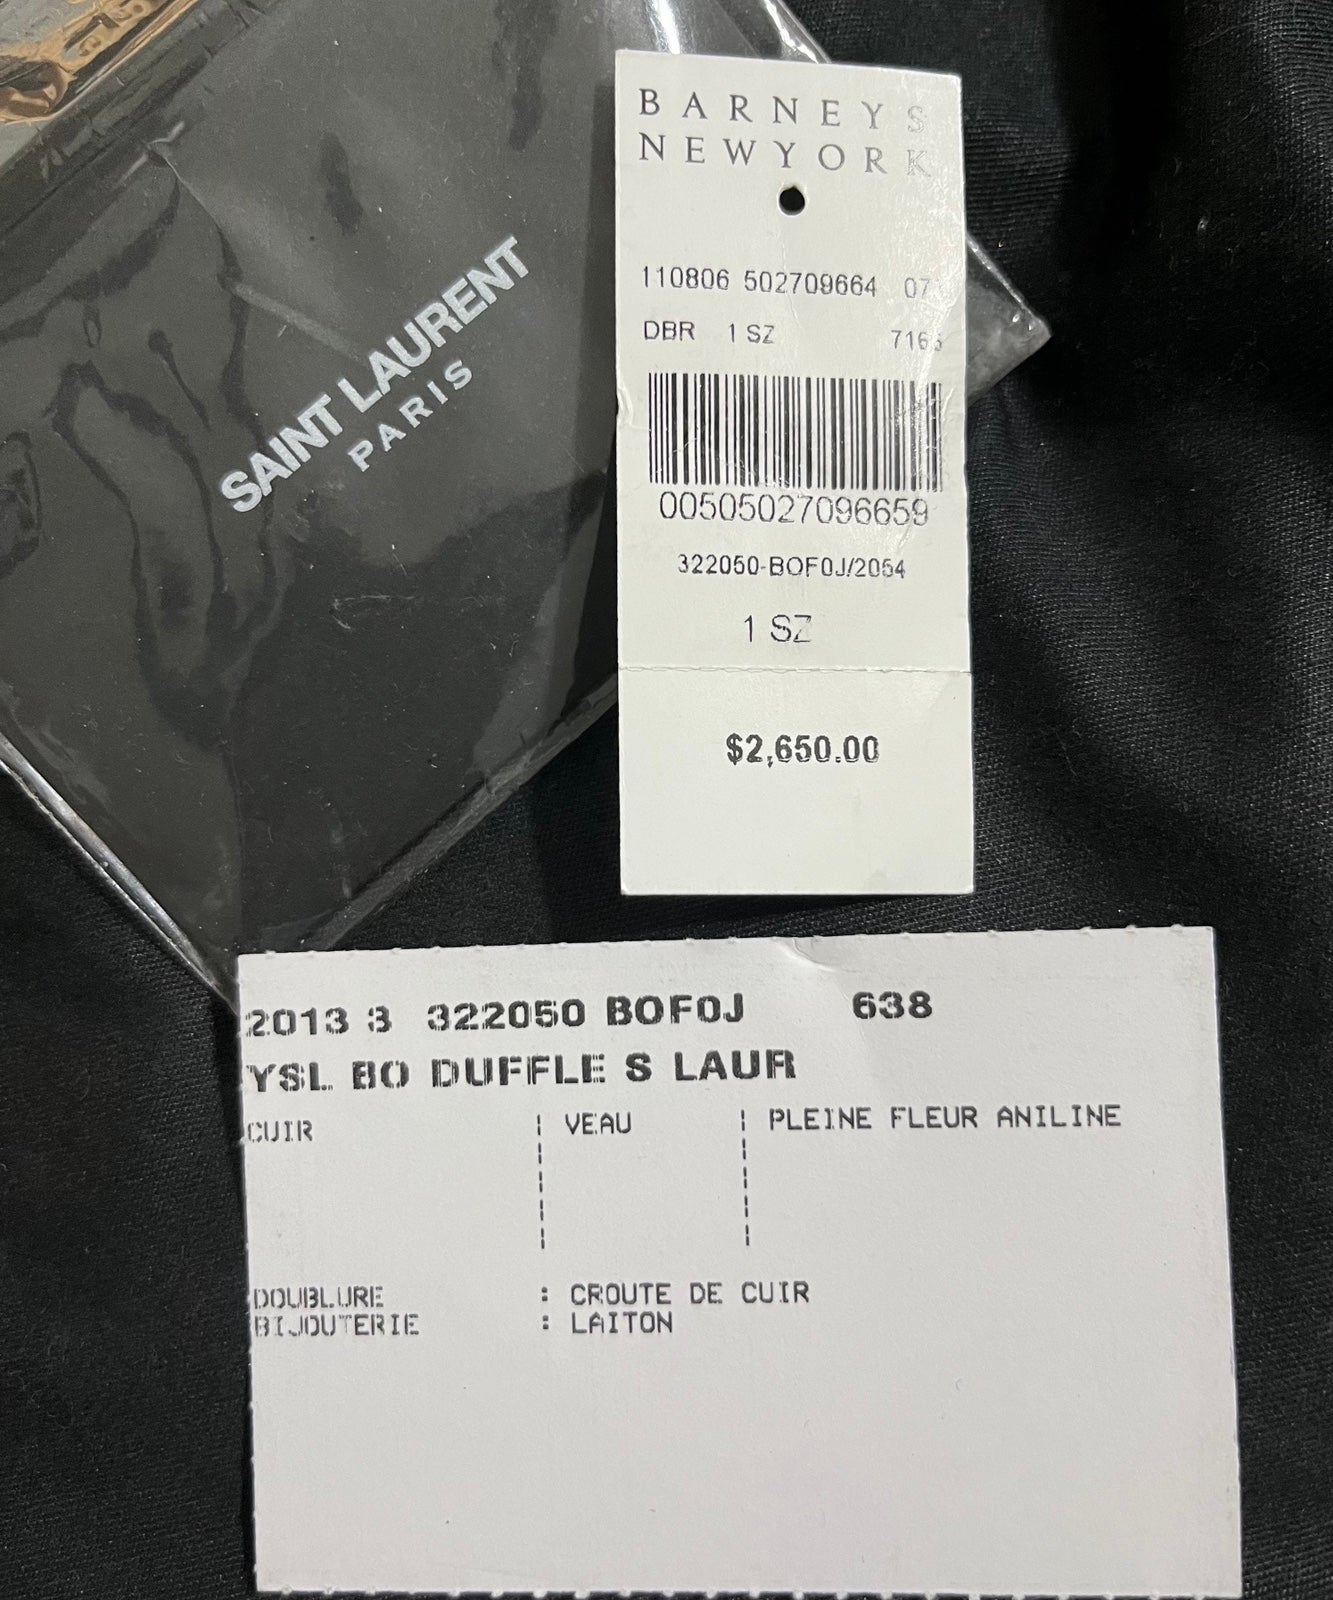 SAINT LAURENT
PARIS
BARNEYS
NEWYORK
110806 502709664 07
DBR 1 SZ 716
00505027096659
322050-BOF0J/2054
1 SZ
$2,650.00
2013 3 322050 BOF0J 638
YSL BO DUFFLE S LAUR
CUIR ¦ VEAU ¦ PLEINE FLEUR ANILINE
DOUBLURE : CROUTE DE CUIR
BIJOUTERIE : LAITON